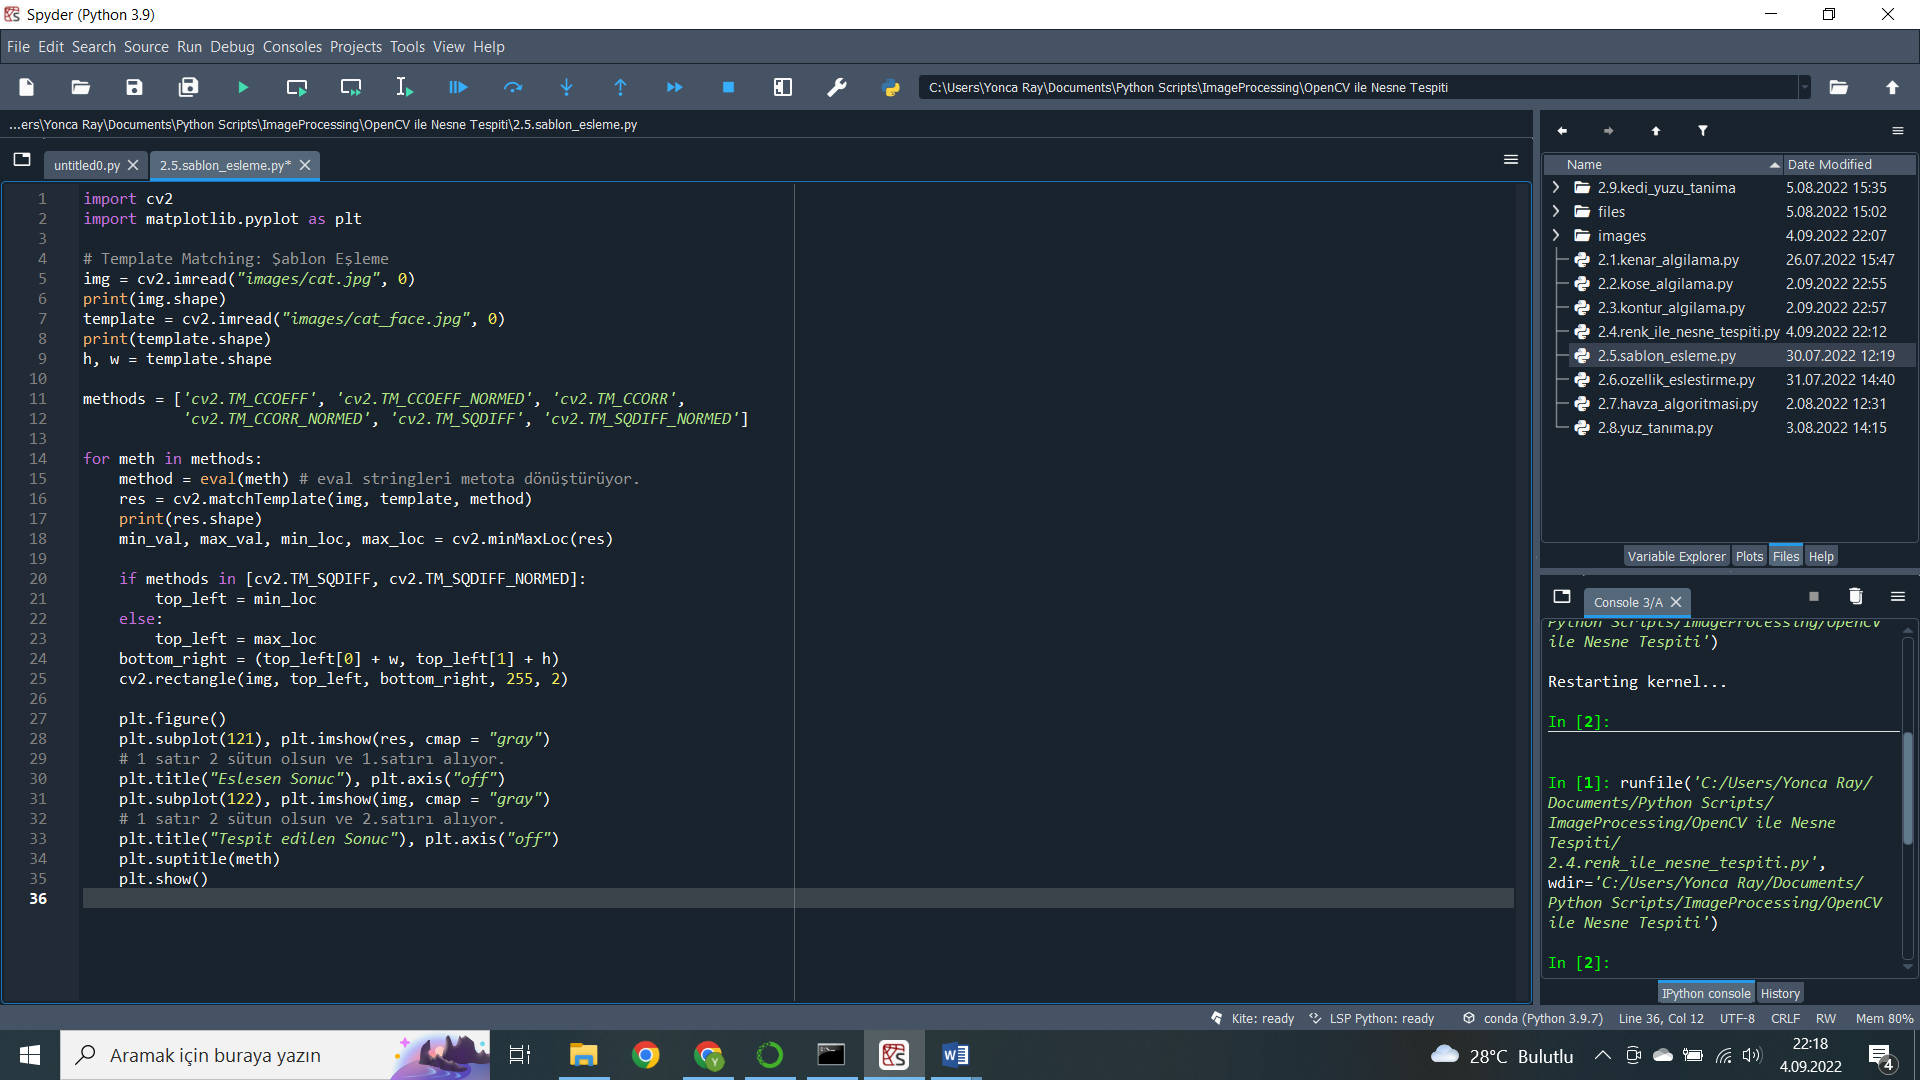 Spyder (Python 3.9)
File Edit Search Source Run Debug Consoles Projects Tools View Help
C:\Users\Yonca Ray\Documents\Python Scripts\ImageProcessing\OpenCV ile Nesne Tespiti
...ers\Yonca Ray\Documents\Python Scripts\ImageProcessing\OpenCV ile Nesne Tespiti\2.5.sablon_esleme.py
untitled0.py 2.5.sablon_esleme.py*
1 import cv2
2 import matplotlib.pyplot as plt
3
4 # Template Matching: Şablon Eşleme
5 img = cv2.imread("images/cat.jpg", 0)
6 print(img.shape)
7 template = cv2.imread("images/cat_face.jpg", 0)
8 print(template.shape)
9 h, w = template.shape
10
11 methods = ['cv2.TM_CCOEFF', 'cv2.TM_CCOEFF_NORMED', 'cv2.TM_CCORR',
12 'cv2.TM_CCORR_NORMED', 'cv2.TM_SQDIFF', 'cv2.TM_SQDIFF_NORMED']
13
14 for meth in methods:
15 method = eval(meth) # eval stringleri metota dönüştürüyor.
16 res = cv2.matchTemplate(img, template, method)
17 print(res.shape)
18 min_val, max_val, min_loc, max_loc = cv2.minMaxLoc(res)
19
20 if methods in [cv2.TM_SQDIFF, cv2.TM_SQDIFF_NORMED]:
21 top_left = min_loc
22 else:
23 top_left = max_loc
24 bottom_right = (top_left[0] + w, top_left[1] + h)
25 cv2.rectangle(img, top_left, bottom_right, 255, 2)
26
27 plt.figure()
28 plt.subplot(121), plt.imshow(res, cmap = "gray")
29 # 1 satır 2 sütun olsun ve 1.satırı alıyor.
30 plt.title("Eslesen Sonuc"), plt.axis("off")
31 plt.subplot(122), plt.imshow(img, cmap = "gray")
32 # 1 satır 2 sütun olsun ve 2.satırı alıyor.
33 plt.title("Tespit edilen Sonuc"), plt.axis("off")
34 plt.suptitle(meth)
35 plt.show()
36
Name Date Modified
2.9.kedi_yuzu_tanima 5.08.2022 15:35
files 5.08.2022 15:02
images 4.09.2022 22:07
2.1.kenar_algilama.py 26.07.2022 15:47
2.2.kose_algilama.py 2.09.2022 22:55
2.3.kontur_algilama.py 2.09.2022 22:57
2.4.renk_ile_nesne_tespiti.py 4.09.2022 22:12
2.5.sablon_esleme.py 30.07.2022 12:19
2.6.ozellik_eslestirme.py 31.07.2022 14:40
2.7.havza_algoritmasi.py 2.08.2022 12:31
2.8.yuz_tanıma.py 3.08.2022 14:15
Variable Explorer Plots Files Help
Console 3/A
Python Scripts/ImageProcessing/OpenCV
ile Nesne Tespiti')
Restarting kernel...
In [2]:
In [1]: runfile('C:/Users/Yonca Ray/
Documents/Python Scripts/
ImageProcessing/OpenCV ile Nesne
Tespiti/
2.4.renk_ile_nesne_tespiti.py',
wdir='C:/Users/Yonca Ray/Documents/
Python Scripts/ImageProcessing/OpenCV
ile Nesne Tespiti')
In [2]:
IPython console History
Kite: ready LSP Python: ready conda (Python 3.9.7) Line 36, Col 12 UTF-8 CRLF RW Mem 80%
Aramak için buraya yazın
28°C Bulutlu
22:18
4.09.2022
4